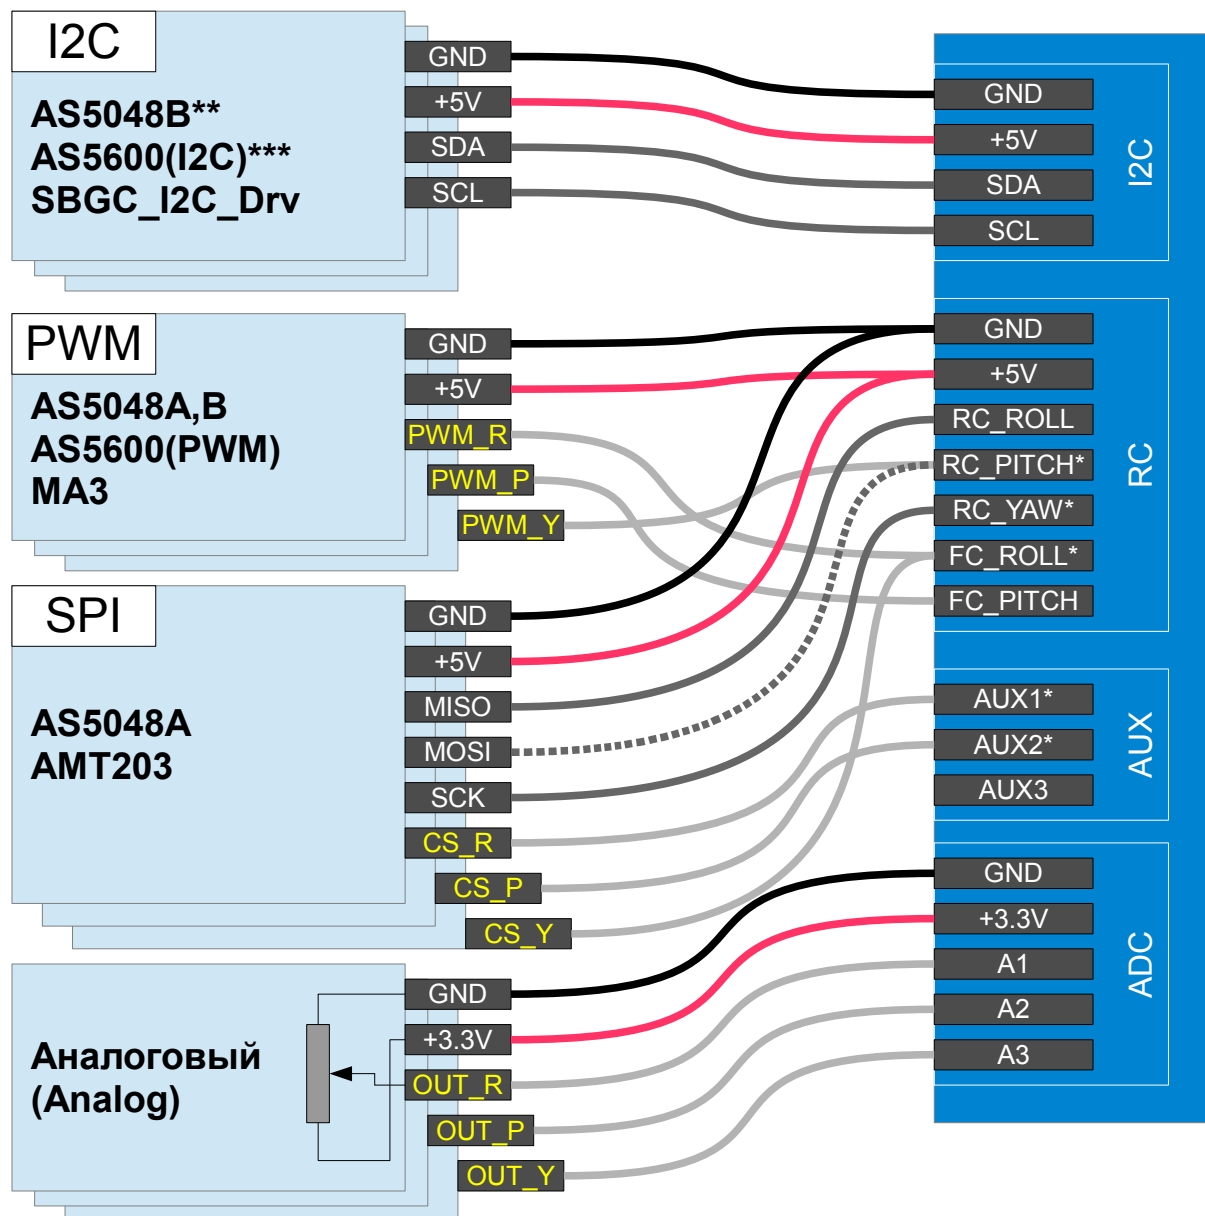 I2C
AS5048B**
AS5600(I2C)***
SBGC_I2C_Drv
GND
+5V
SDA
SCL
PWM
AS5048A,B
AS5600(PWM)
MA3
GND
+5V
PWM_R
PWM_P
PWM_Y
SPI
AS5048A
AMT203
GND
+5V
MISO
MOSI
SCK
CS_R
CS_P
CS_Y
Аналоговый
(Analog)
GND
+3.3V
OUT_R
OUT_P
OUT_Y
GND
+5V
SDA
SCL
I2C
GND
+5V
RC_ROLL
RC_PITCH*
RC_YAW*
FC_ROLL*
FC_PITCH
RC
AUX1*
AUX2*
AUX3
AUX
GND
+3.3V
A1
A2
A3
ADC